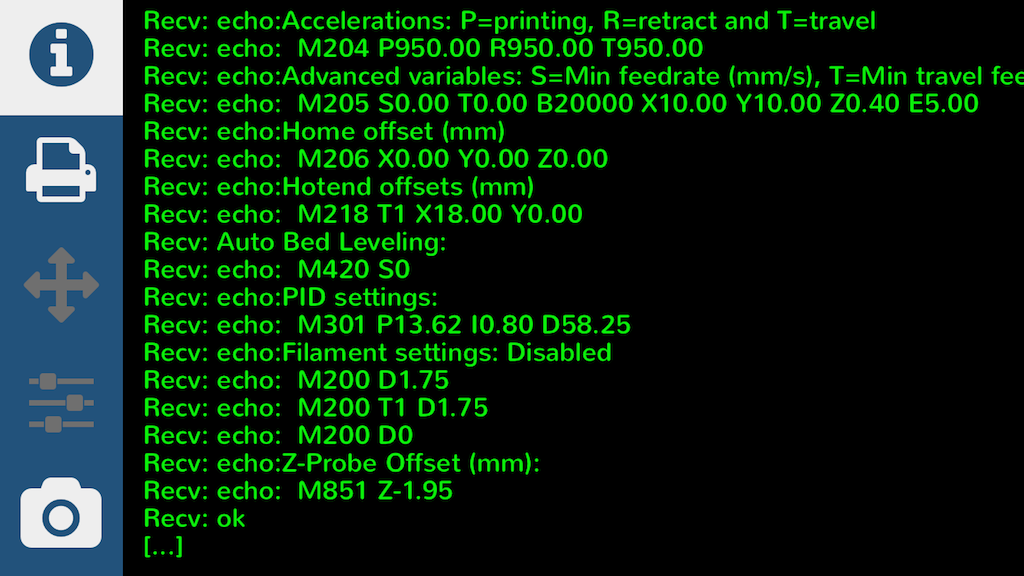 Recv: echo:Accelerations: P=printing, R=retract and T=travel
Recv: echo:  M204 P950.00 R950.00 T950.00
Recv: echo:Advanced variables: S=Min feedrate (mm/s), T=Min travel fee
Recv: echo:  M205 S0.00 T0.00 B20000 X10.00 Y10.00 Z0.40 E5.00
Recv: echo:Home offset (mm)
Recv: echo:  M206 X0.00 Y0.00 Z0.00
Recv: echo:Hotend offsets (mm)
Recv: echo:  M218 T1 X18.00 Y0.00
Recv: Auto Bed Leveling:
Recv: echo:  M420 S0
Recv: echo:PID settings:
Recv: echo:  M301 P13.62 I0.80 D58.25
Recv: echo:Filament settings: Disabled
Recv: echo:  M200 D1.75
Recv: echo:  M200 T1 D1.75
Recv: echo:  M200 D0
Recv: echo:Z-Probe Offset (mm):
Recv: echo:  M851 Z-1.95
Recv: ok
[...]